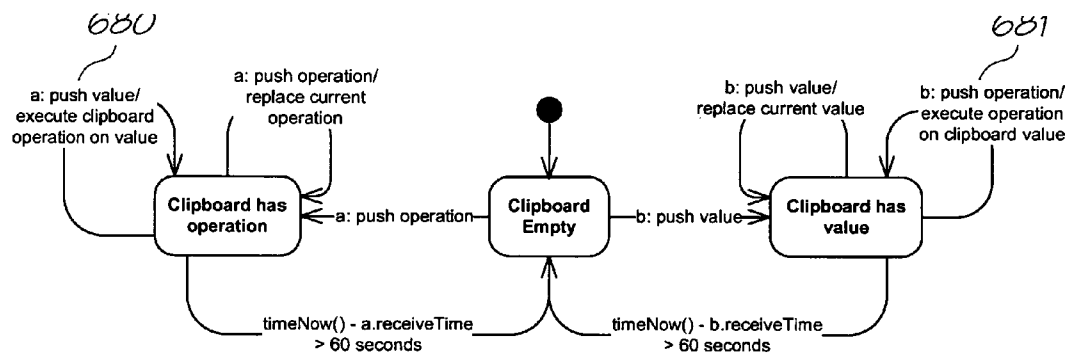 680
681
a: push value/
execute clipboard
operation on value
a: push operation/
replace current
operation
b: push value/
replace current value
b: push operation/
execute operation
on clipboard value
Clipboard has
operation
a: push operation
Clipboard
Empty
b: push value
Clipboard has
value
timeNow() - a.receiveTime
> 60 seconds
timeNow() - b.receiveTime
> 60 seconds